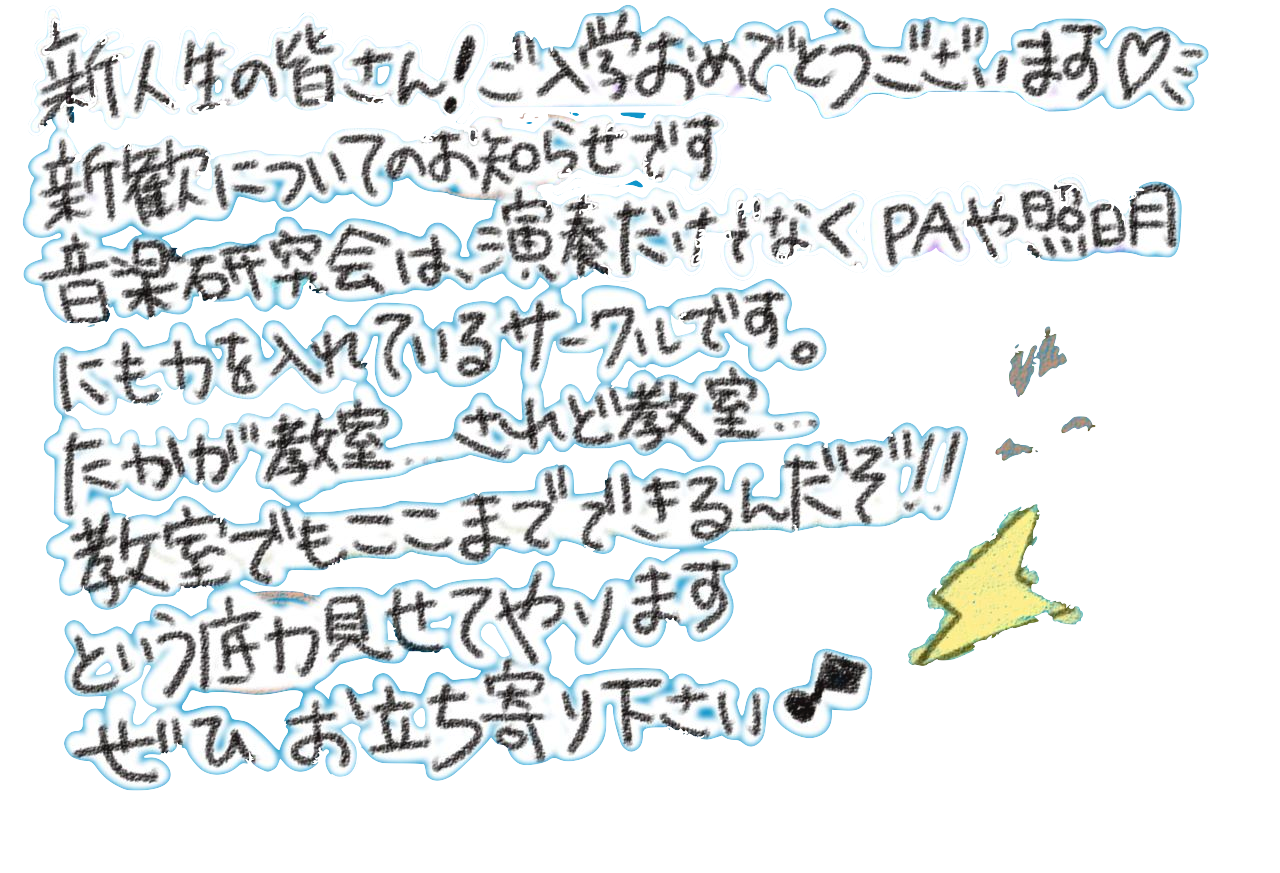 新入生の皆さん!ご入学おめでとうございます♡
新歓についてのお知らせです
音楽研究会は、演奏だけでなくPAや照明
にも力を入れているサークルです。
たかが教室……されど教室…
教室でもここまでできるんだぞ!!
という底力見せてやります
ぜひお立ち寄り下さい♪